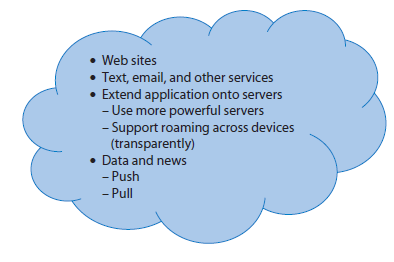 • Web sites
• Text, email, and other services
• Extend application onto servers
– Use more powerful servers
– Support roaming across devices
(transparently)
• Data and news
– Push
– Pull